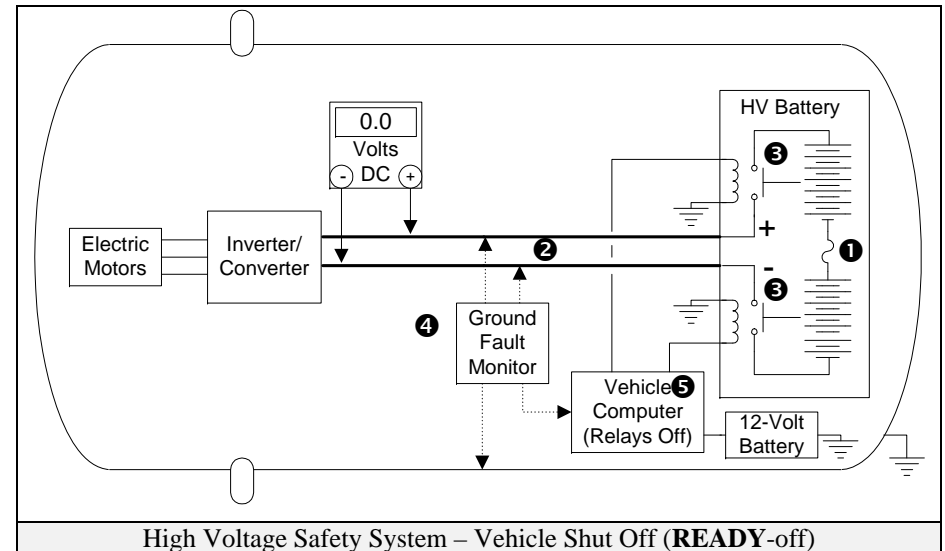 HV Battery
0.0
Volts
DC
-
+
❸
Electric
Motors
Inverter/
Converter
+
❷
❶
-
❸
❹
Ground
Fault
Monitor
Vehicle❺
Computer
(Relays Off)
12-Volt
Battery
High Voltage Safety System – Vehicle Shut Off (READY-off)